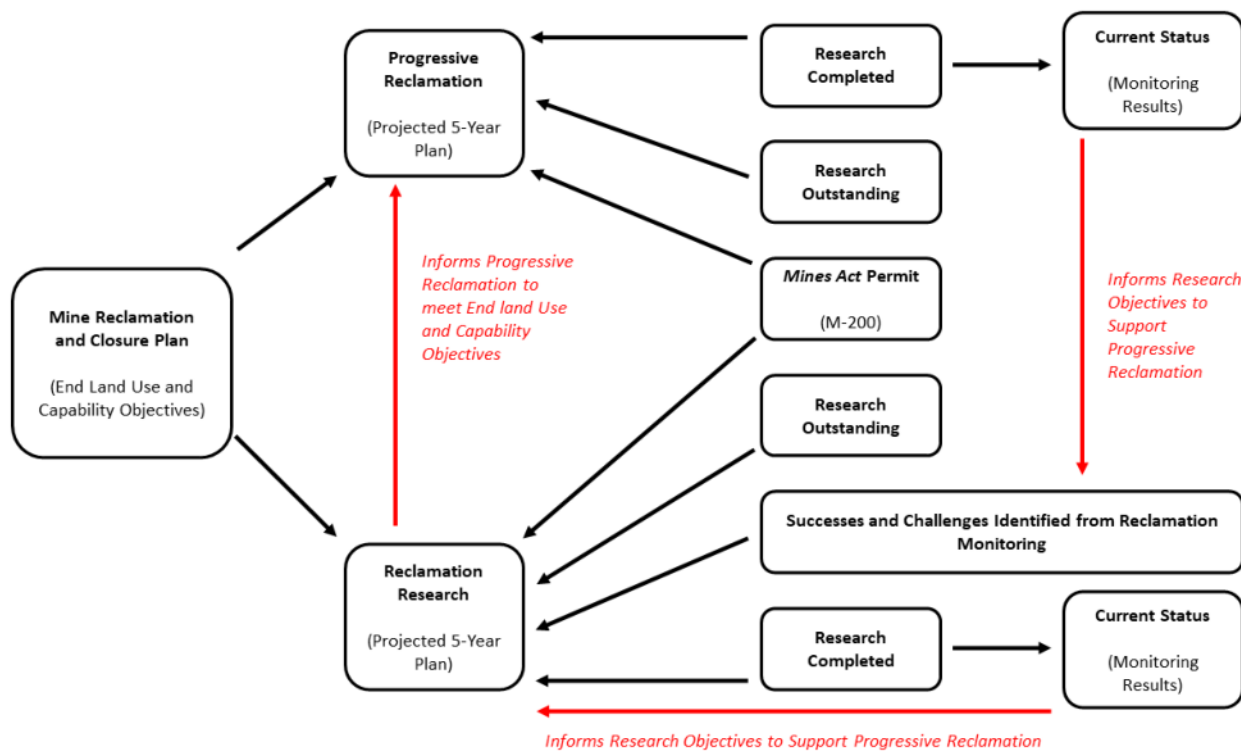 Progressive
Reclamation
(Projected 5-Year
Plan)
Research
Completed
Current Status
(Monitoring
Results)
Research
Outstanding
Mines Act Permit
(M-200)
Informs Progressive
Reclamation to
meet End land Use
and Capability
Objectives
Informs Research
Objectives to
Support
Progressive
Reclamation
Mine Reclamation
and Closure Plan
(End Land Use and
Capability Objectives)
Research
Outstanding
Successes and Challenges Identified from Reclamation
Monitoring
Reclamation
Research
(Projected 5-Year
Plan)
Research
Completed
Current Status
(Monitoring
Results)
Informs Research Objectives to Support Progressive Reclamation